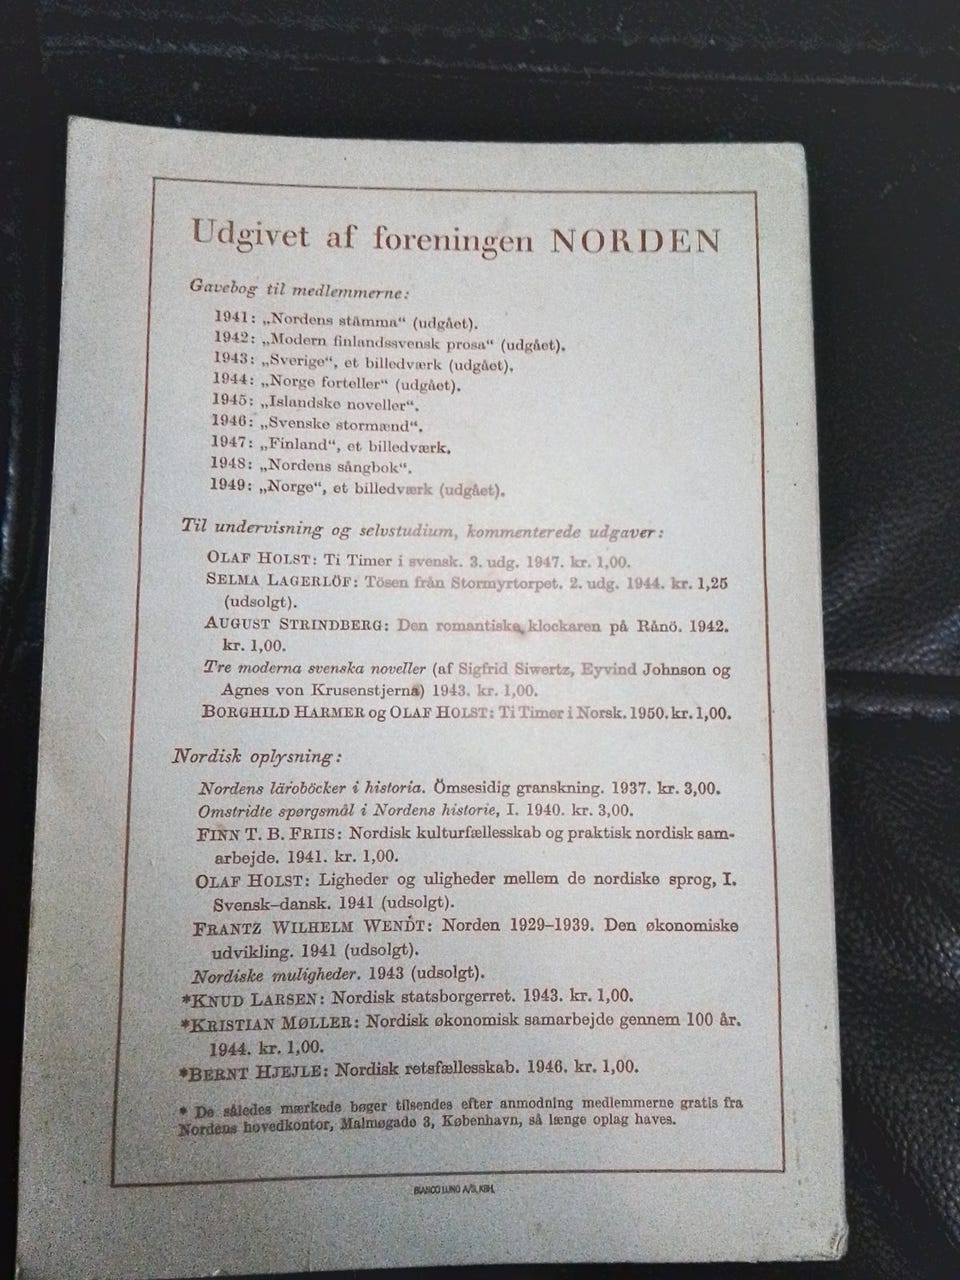 Udgivet af foreningen NORDEN
Gavebog til medlemmerne:
1941: „Nordens stämma“ (udgået).
1942: „Modern finlandssvensk prosa“ (udgået).
1943: „Sverige“, et billedværk (udgået).
1944: „Norge forteller“ (udgået).
1945: „Islandske noveller“.
1946: „Svenske stormænd“.
1947: „Finland“, et billedværk.
1948: „Nordens sångbok“.
1949: „Norge“, et billedværk (udgået).
Til undervisning og selvstudium, kommenterede udgaver:
OLAF HOLST: Ti Timer i svensk. 3. udg. 1947. kr. 1,00.
SELMA LAGERLÖF: Tösen från Stormyrtorpet. 2. udg. 1944. kr. 1,25
(udsolgt).
AUGUST STRINDBERG: Den romantiske klockaren på Rånö. 1942.
kr. 1,00.
Tre moderna svenska noveller (af Sigfrid Siwertz, Eyvind Johnson og
Agnes von Krusenstjerna) 1943. kr. 1,00.
BORGHILD HARMER og OLAF HOLST: Ti Timer i Norsk. 1950. kr. 1,00.
Nordisk oplysning:
Nordens läroböcker i historia. Ömsesidig granskning. 1937. kr. 3,00.
Omstridte spørgsmål i Nordens historie, I. 1940. kr. 3,00.
FINN T. B. FRIIS: Nordisk kulturfællesskab og praktisk nordisk sam-
arbejde. 1941. kr. 1,00.
OLAF HOLST: Ligheder og uligheder mellem de nordiske sprog, I.
Svensk-dansk. 1941 (udsolgt).
FRANTZ WILHELM WENDT: Norden 1929-1939. Den økonomiske
udvikling. 1941 (udsolgt).
Nordiske muligheder. 1943 (udsolgt).
*KNUD LARSEN: Nordisk statsborgerret. 1943. kr. 1,00.
*KRISTIAN MØLLER: Nordisk økonomisk samarbejde gennem 100 år.
1944. kr. 1,00.
*BERNT HJEJLE: Nordisk retsfællesskab. 1946. kr. 1,00.
* De således mærkede bøger tilsendes efter anmodning medlemmerne gratis fra
Nordens hovedkontor, Malmøgade 3, København, så længe oplag haves.
BIANCO LUNO A/S, KBH.